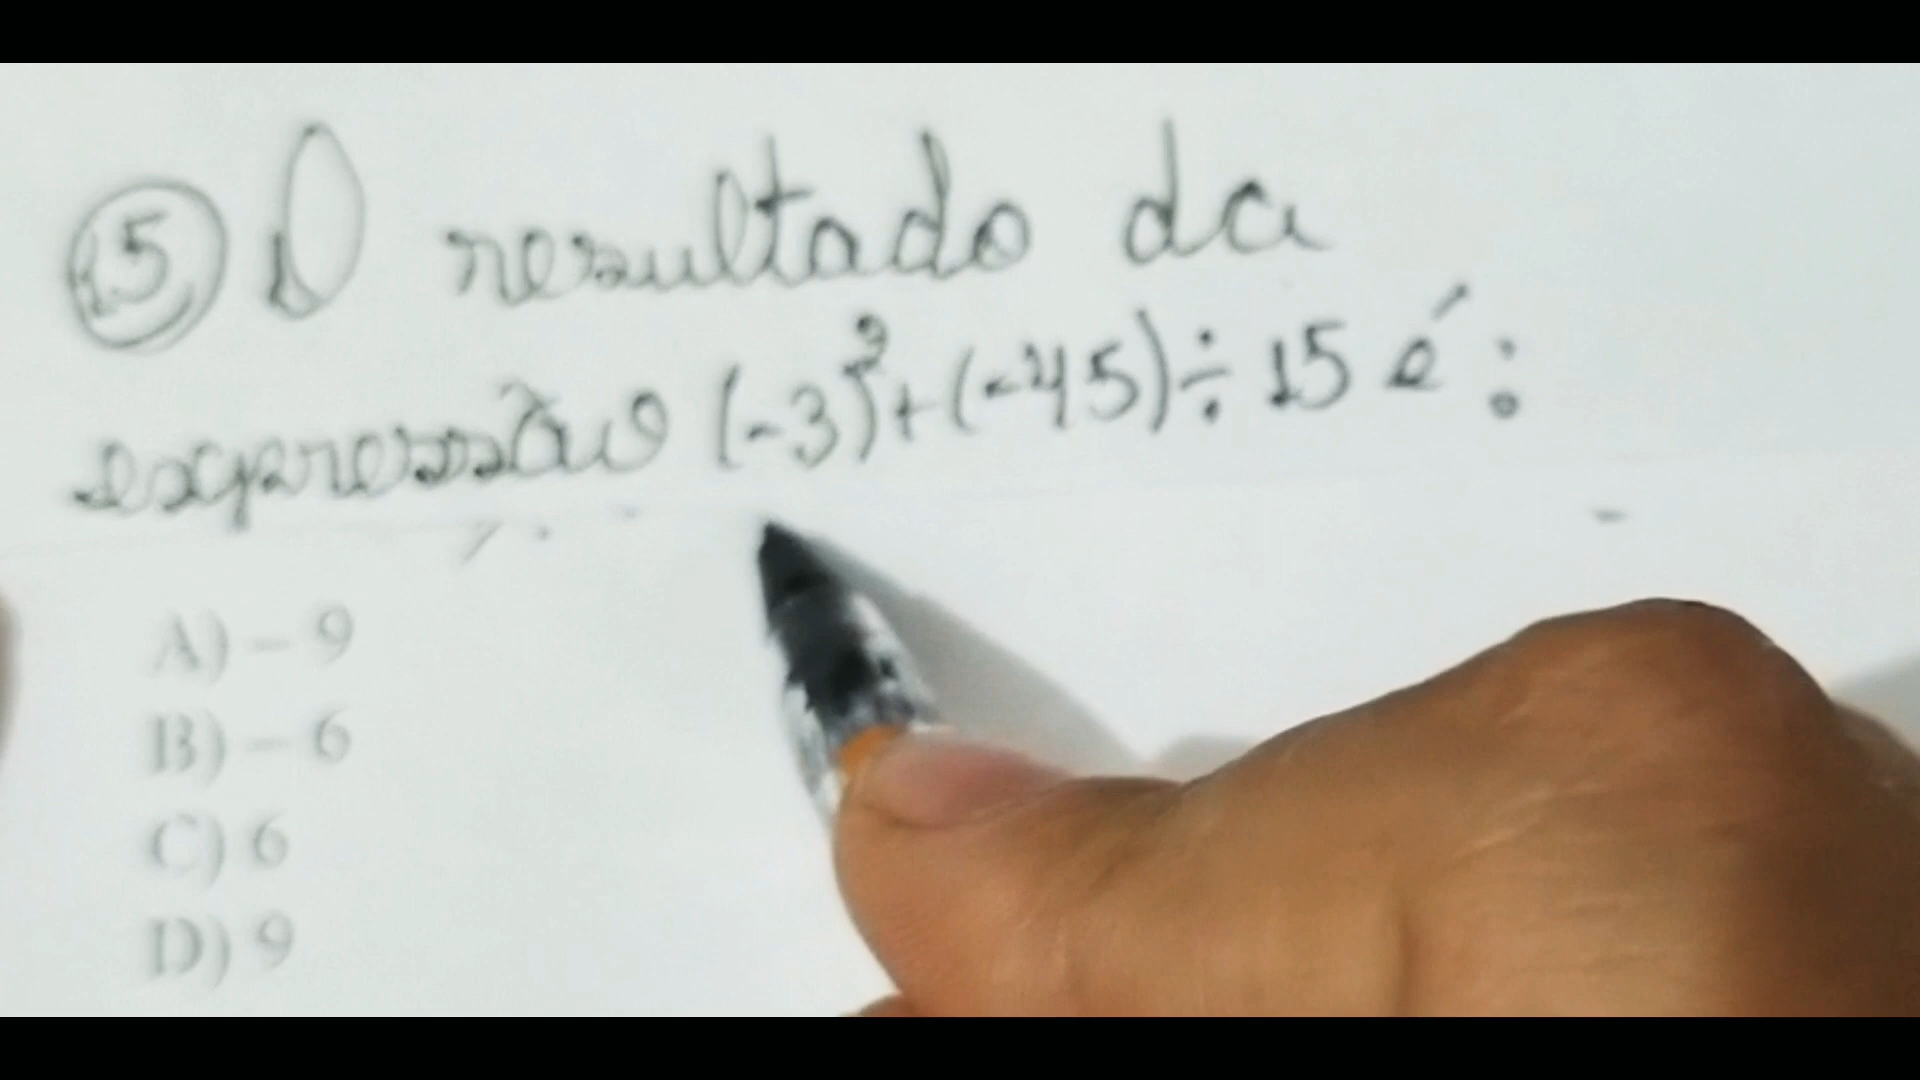 15 O resultado da
expressão (-3)² + (-45) ÷ 15 é:
A) – 9
B) – 6
C) 6
D) 9